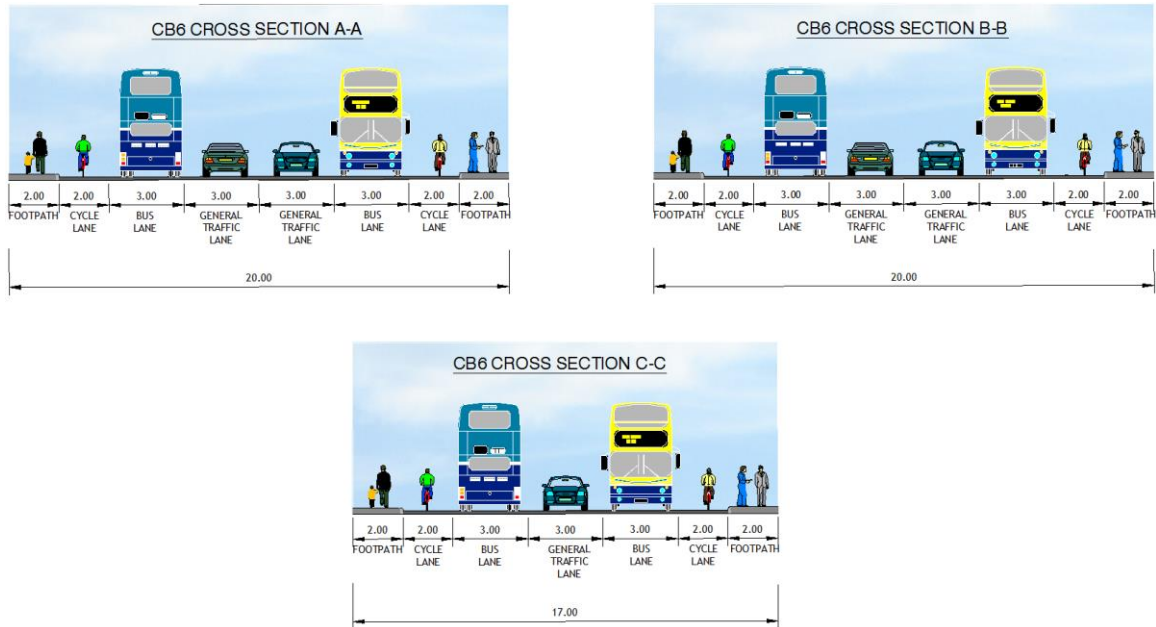 CB6 CROSS SECTION A-A
2.00 2.00 3.00 3.00 3.00 3.00 2.00 2.00
FOOTPATH CYCLE BUS GENERAL GENERAL BUS CYCLE FOOTPATH
LANE LANE TRAFFIC TRAFFIC LANE LANE
LANE LANE
20.00
CB6 CROSS SECTION B-B
2.00 2.00 3.00 3.00 3.00 3.00 2.00 2.00
FOOTPATH CYCLE BUS GENERAL GENERAL BUS CYCLE FOOTPATH
LANE LANE TRAFFIC TRAFFIC LANE LANE
LANE LANE
20.00
CB6 CROSS SECTION C-C
2.00 2.00 3.00 3.00 3.00 2.00 2.00
FOOTPATH CYCLE BUS GENERAL BUS CYCLE FOOTPATH
LANE LANE TRAFFIC LANE LANE
LANE
17.00